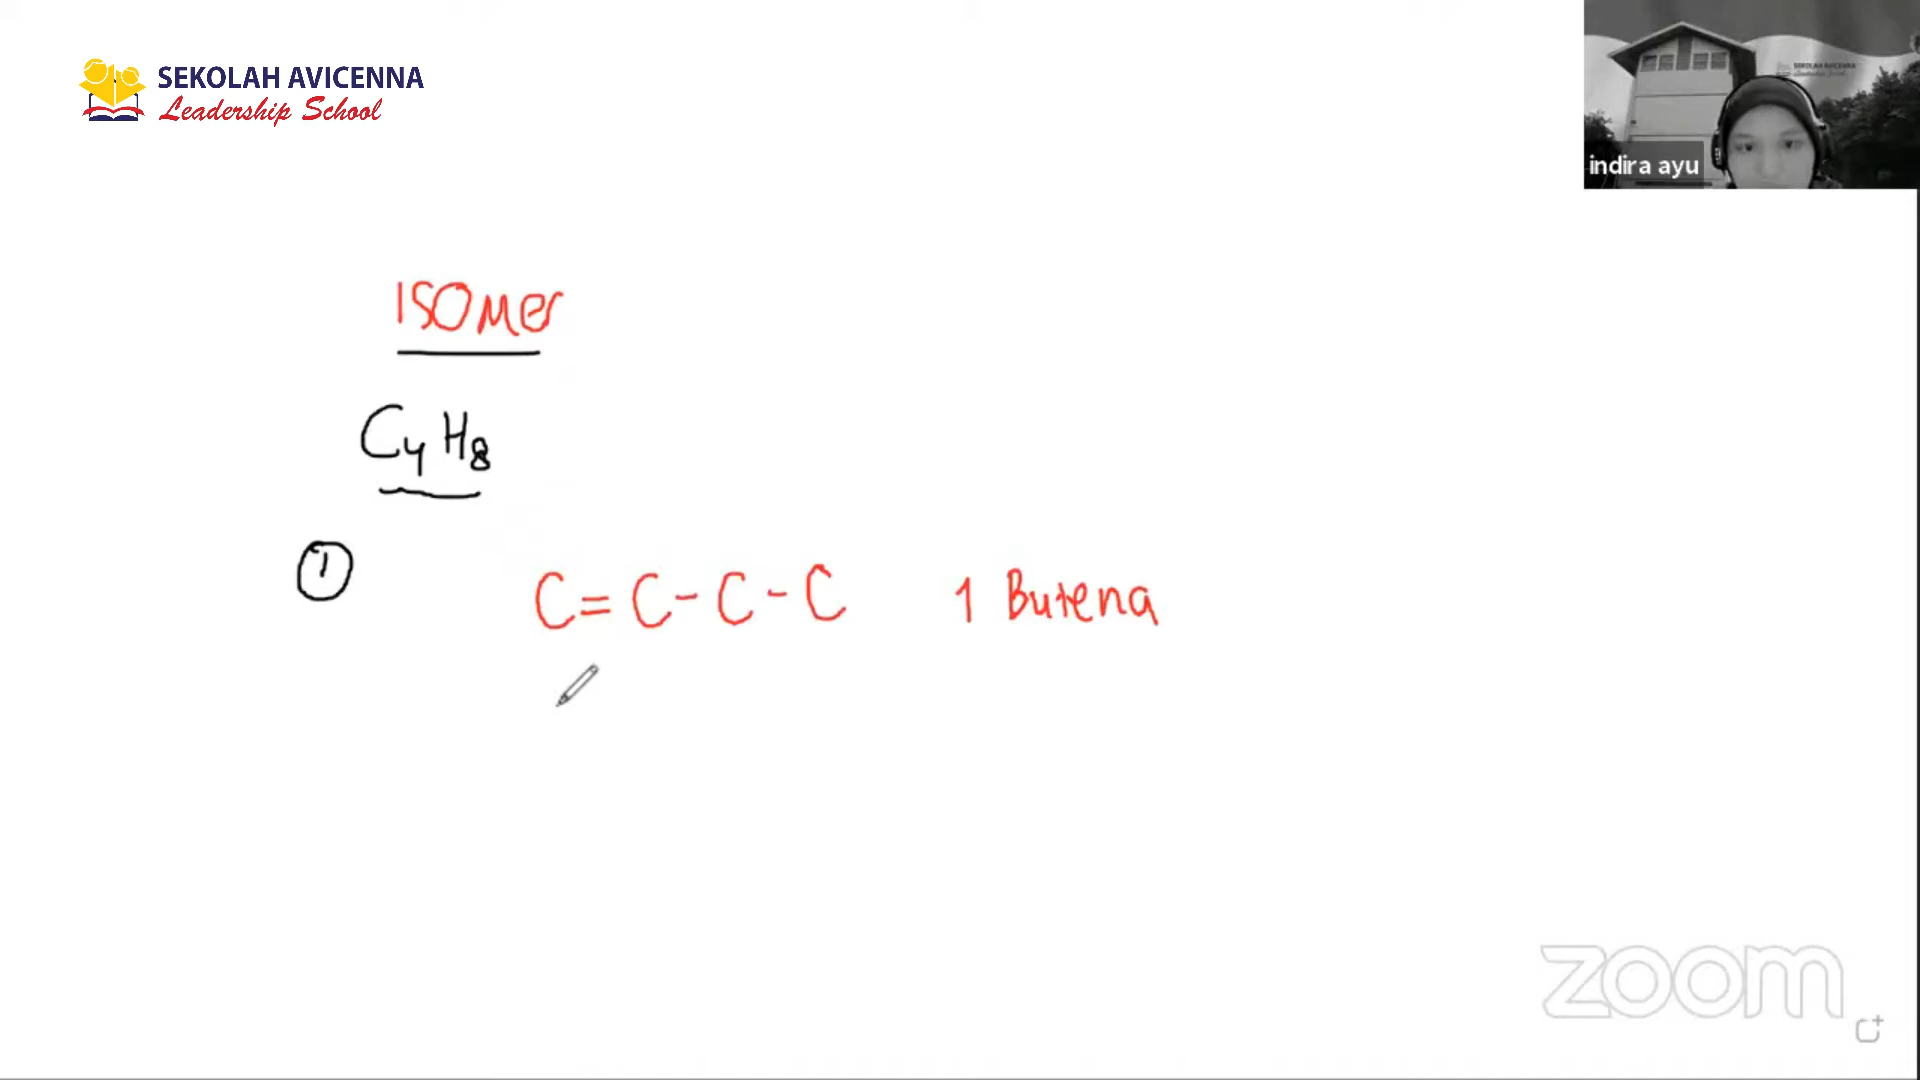 SEKOLAH AVICENNA
Leadership School
indira ayu
ISOMer
C4H8
1
C=C-C-C 1 Butena
zoom